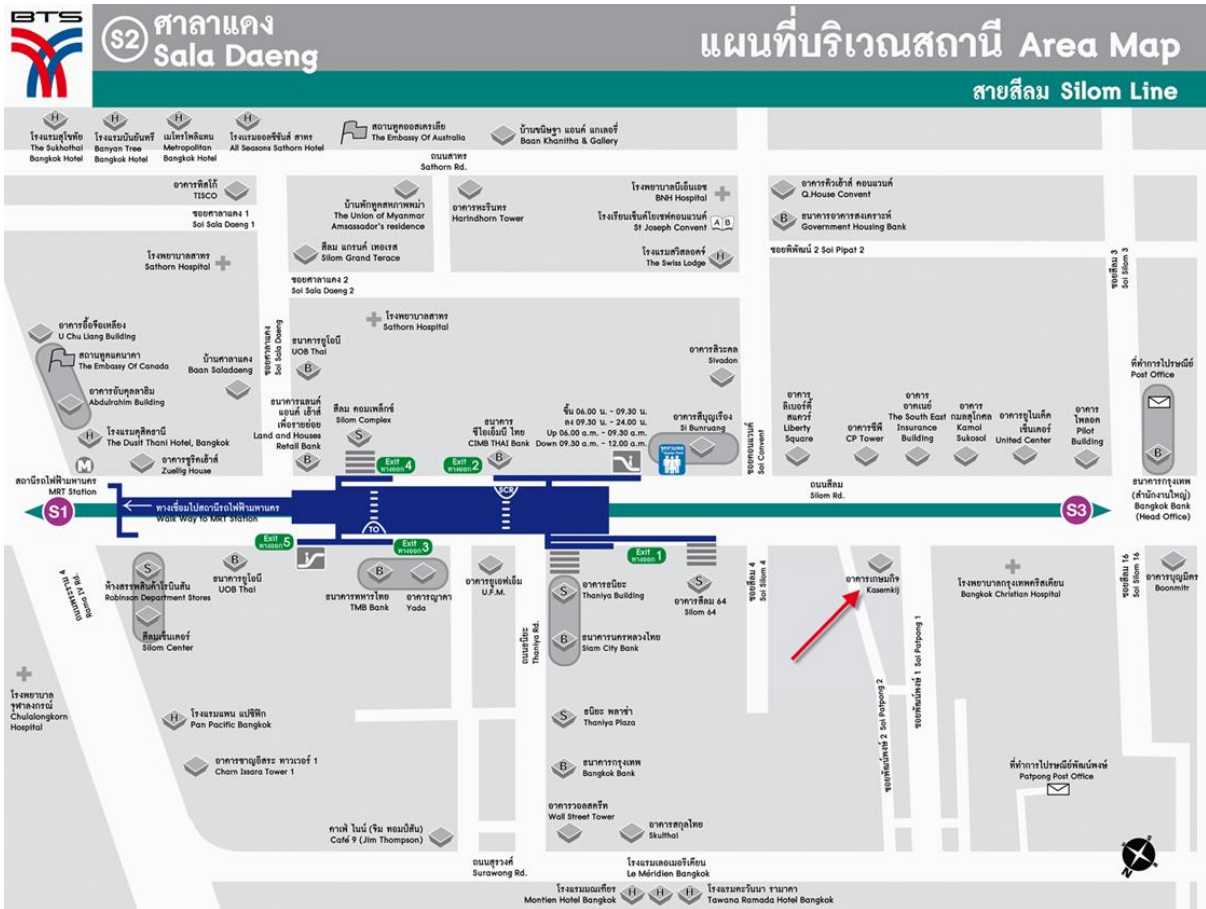 BTS
S2
ศาลาแดง
Sala Daeng
แผนที่บริเวณสถานี Area Map
สายสีลม Silom Line
H
โรงแรมสุโขทัย
The Sukhothai
Bangkok Hotel
H
โรงแรมบันยันทรี
Banyan Tree
Bangkok Hotel
H
เมโทรโพลิแทน
Metropolitan
Bangkok Hotel
H
โรงแรมออลซีซันส์ สาทร
All Seasons Sathorn Hotel
สถานทูตออสเตรเลีย
The Embassy Of Australia
บ้านขนิษฐา แอนด์ แกเลอรี่
Baan Khanitha & Gallery
ถนนสาทร
Sathorn Rd.
อาคารทิสโก้
TISCO
ซอยศาลาแดง 1
Soi Sala Daeng 1
บ้านพักทูตสหภาพพม่า
The Union of Myanmar
Amsassador's residence
อาคารหะรินทร
Harindhorn Tower
โรงพยาบาลบีเอ็นเอช
BNH Hospital
โรงเรียนเซ็นต์โยเซฟคอนแวนต์
St Joseph Convent
A B
โรงแรมสวิสลอดจ์
The Swiss Lodge
H
อาคารคิวเฮ้าส์ คอนแวนต์
Q.House Convent
B
ธนาคารอาคารสงเคราะห์
Government Housing Bank
ซอยพิพัฒน์ 2 Soi Pipat 2
ซอยสีลม 3
Soi Silom 3
โรงพยาบาลสาทร
Sathorn Hospital
สีลม แกรนด์ เทอเรส
Silom Grand Terace
ซอยศาลาแดง 2
Soi Sala Daeng 2
โรงพยาบาลสาทร
Sathorn Hospital
อาคารอื้อจือเหลียง
U Chu Liang Building
สถานทูตแคนาดา
The Embassy Of Canada
อาคารอับดุลราฮิม
Abdulrahim Building
บ้านศาลาแดง
Baan Saladaeng
ซอยศาลาแดง
Soi Sala Daeng
ธนาคารยูโอบี
UOB Thai
B
H
โรงแรมดุสิตธานี
The Dusit Thani Hotel, Bangkok
อาคารซูริคเฮ้าส์
Zuellig House
ธนาคารแลนด์
แอนด์ เฮ้าส์
เพื่อรายย่อย
Land and Houses
Retail Bank
B
สีลม คอมเพล็กซ์
Silom Complex
S
Exit
ทางออก
4
Exit
ทางออก
2
ธนาคาร
ซีไอเอ็มบี ไทย
CIMB THAI Bank
B
ขึ้น 06.00 น. - 09.30 น.
ลง 09.30 น. - 24.00 น.
Up 06.00 a.m. - 09.30 a.m.
Down 09.30 a.m. - 12.00 a.m.
อาคารสิวะดล
Sivadon
อาคารสีบุญเรือง
Si Bunruang
ซอยคอนแวนต์
Soi Convent
อาคาร
ลิเบอร์ตี้
สแควร์
Liberty
Square
อาคารซีพี
CP Tower
อาคาร
อาคเนย์
The South East
Insurance
Building
อาคาร
กมลสุโกศล
Kamol
Sukosol
อาคารยูไนเต็ด
เซ็นเตอร์
United Center
อาคาร
ไพลอต
Pilot
Building
ที่ทำการไปรษณีย์
Post Office
B
ธนาคารกรุงเทพ
(สำนักงานใหญ่)
Bangkok Bank
(Head Office)
M
สถานีรถไฟฟ้ามหานคร
MRT Station
S1
ทางเชื่อมไปสถานีรถไฟฟ้ามหานคร
Walk Way to MRT Station
TO
SCR
ถนนสีลม
Silom Rd.
S3
Exit
ทางออก
5
Exit
ทางออก
3
Exit
ทางออก
1
ถนนพระราม 4
Rama IV Rd.
S
ห้างสรรพสินค้าโรบินสัน
Robinson Department Stores
สีลมเซ็นเตอร์
Silom Center
B
ธนาคารยูโอบี
UOB Thai
B
ธนาคารทหารไทย
TMB Bank
อาคารญาดา
Yada
อาคารยูเอฟเอ็ม
U.F.M.
ถนนธนิยะ
Thaniya Rd.
S
อาคารธนิยะ
Thaniya Building
B
ธนาคารนครหลวงไทย
Siam City Bank
S
อาคารสีลม 64
Silom 64
ซอยสีลม 4
Soi Silom 4
อาคารเกษมกิจ
Kasemkij
โรงพยาบาลกรุงเทพคริสเตียน
Bangkok Christian Hospital
ซอยสีลม 16
Soi Silom 16
อาคารบุญมิตร
Boonmitr
ซอยพัฒน์พงษ์ 2 Soi Patpong 2
ซอยพัฒน์พงษ์ 1 Soi Patpong 1
โรงพยาบาล
จุฬาลงกรณ์
Chulalongkorn
Hospital
H
โรงแรมแพน แปซิฟิก
Pan Pacific Bangkok
อาคารชาญอิสระ ทาวเวอร์ 1
Charn Issara Tower 1
S
ธนิยะ พลาซ่า
Thaniya Plaza
B
ธนาคารกรุงเทพ
Bangkok Bank
ที่ทำการไปรษณีย์พัฒน์พงษ์
Patpong Post Office
คาเฟ่ ไนน์ (จิม ทอมป์สัน)
Café 9 (Jim Thompson)
อาคารวอลสตรีท
Wall Street Tower
อาคารสกุลไทย
Skulthai
ถนนสุรวงศ์
Surawong Rd.
โรงแรมเลอเมอริเดียน
Le Méridien Bangkok
โรงแรมมณเฑียร
Montien Hotel Bangkok
H H H
โรงแรมตะวันนา รามาดา
Tawana Ramada Hotel Bangkok
N